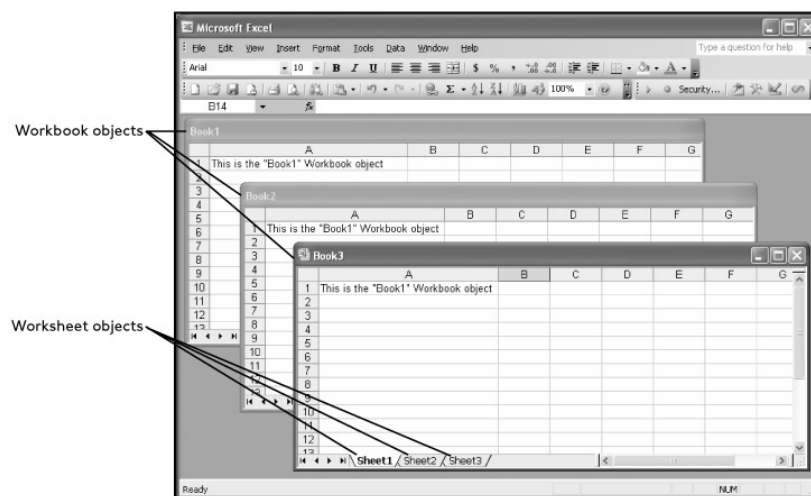 Microsoft Excel
File Edit View Insert Format Tools Data Window Help
Type a question for help
Arial 10 B I U $ % ,
Σ 100% Security...
B14 fx
Workbook objects
Book1
A B C D E F G
1 This is the "Book1" Workbook object
2
3
4
5
6
7
8
9
10
11
12
13
Book2
A B C D E F G
1 This is the "Book1" Workbook object
2
3
4
5
6
7
8
9
10
11
12
13
Book3
A B C D E F G
1 This is the "Book1" Workbook object
2
3
4
5
6
7
8
9
10
11
12
13
Worksheet objects
Sheet1 / Sheet2 / Sheet3 /
Ready NUM